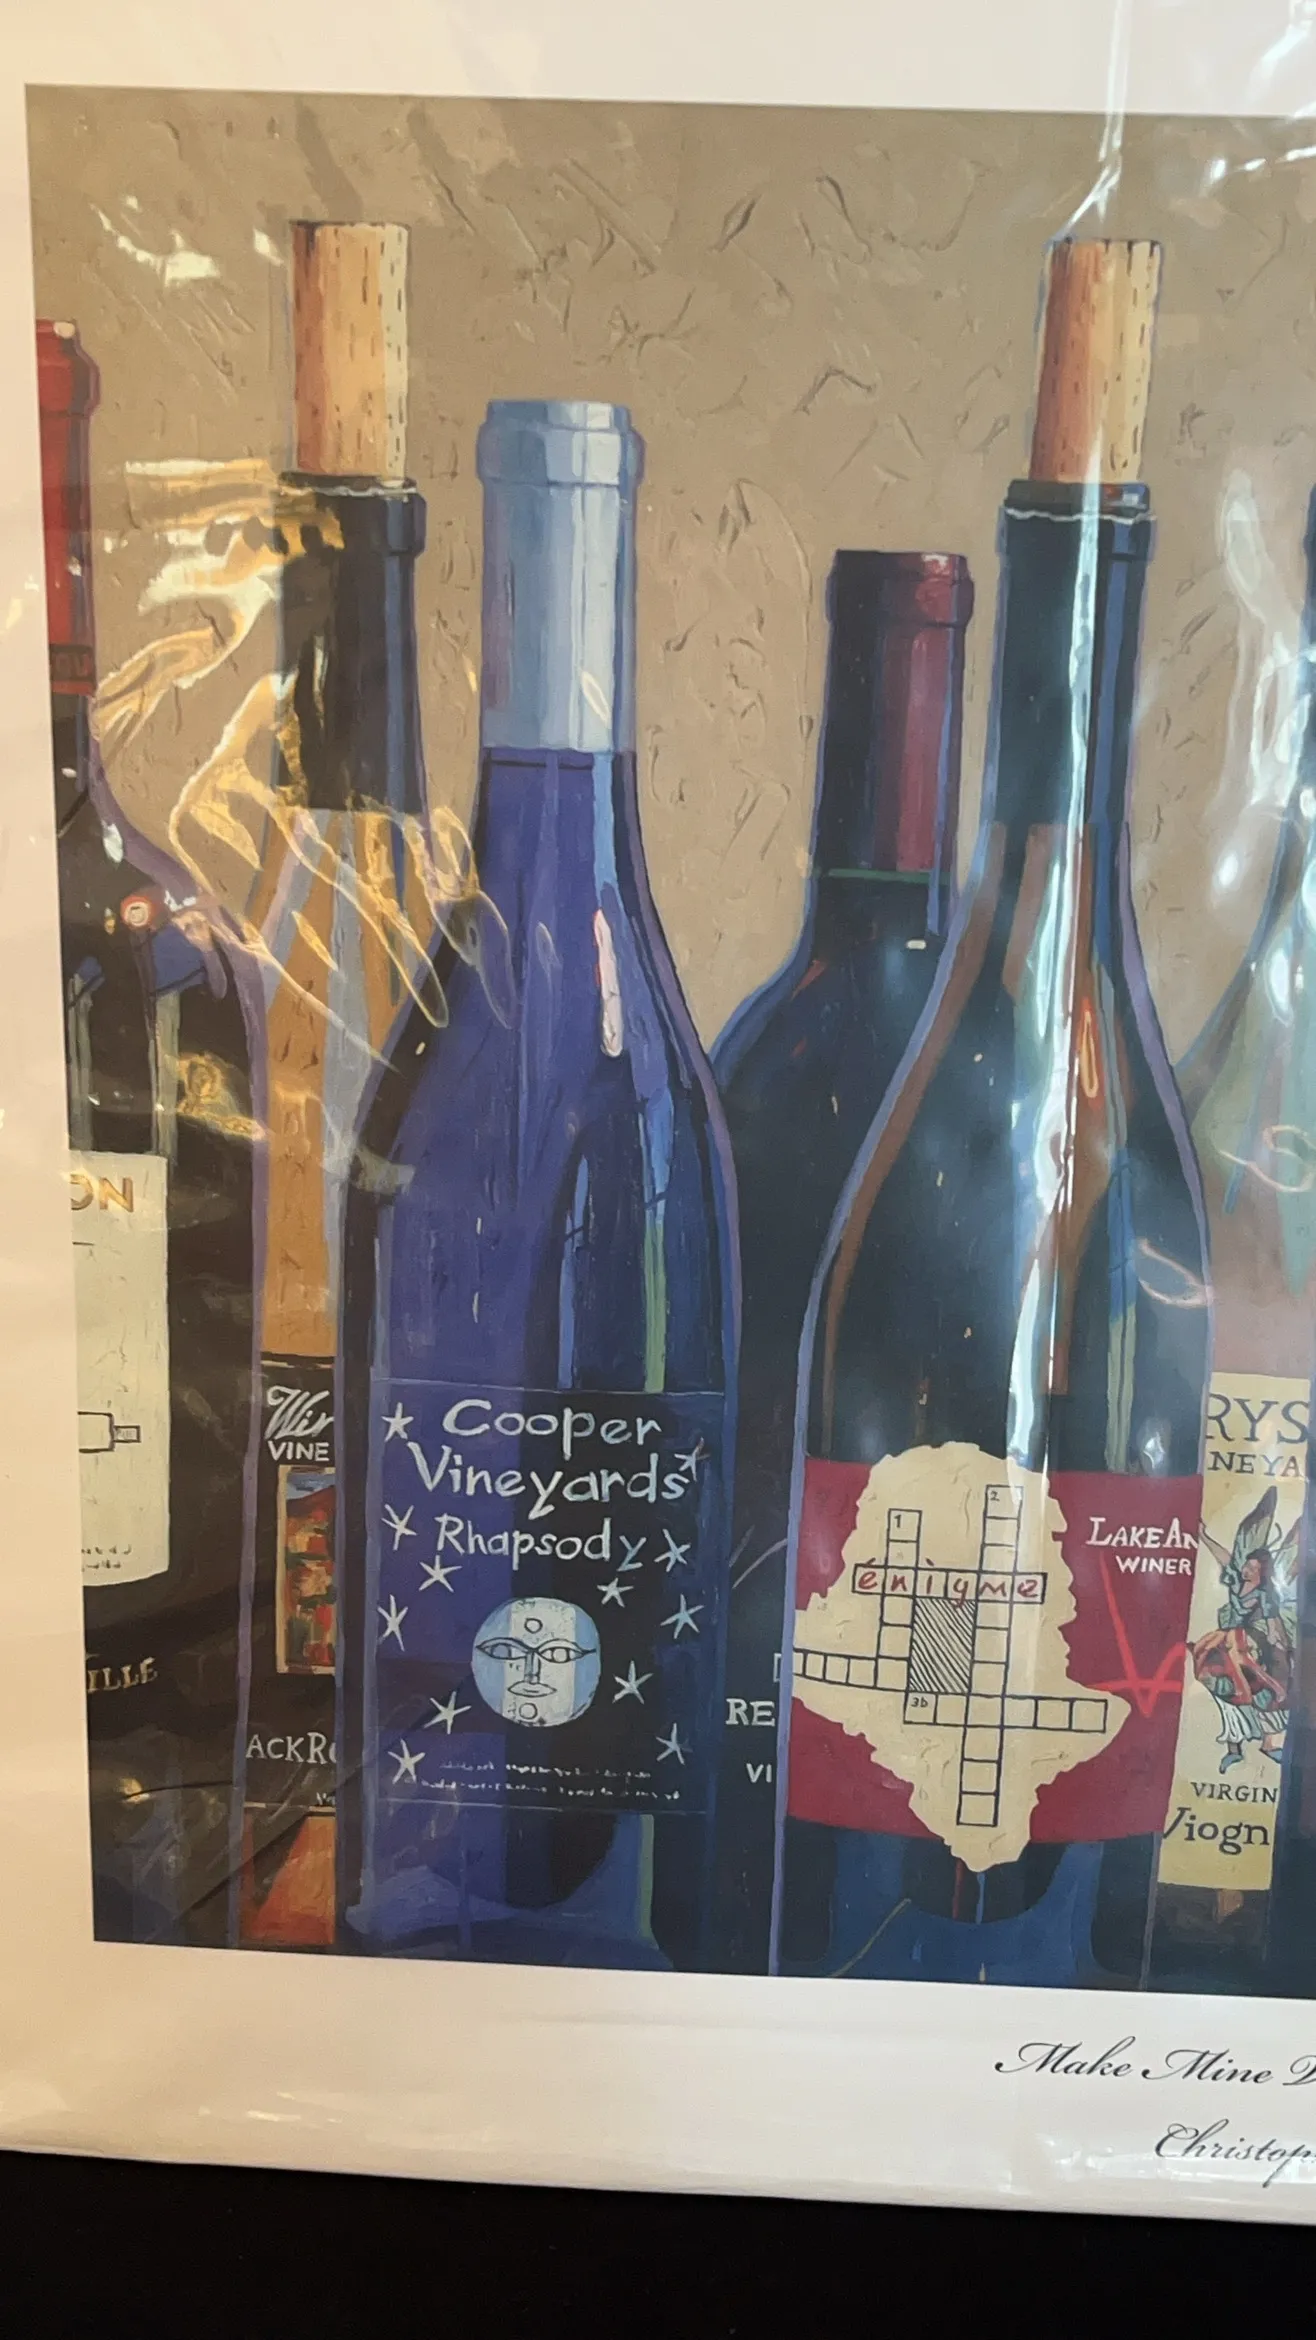 ON
ILLE
Wi
VINE
ACKR
Cooper
Vineyards
Rhapsody
RE
VI
1
2
énigme
3b
LAKEAN
WINER
RYS
NEYA
VIRGIN
Viogn
Make Mine
Christop